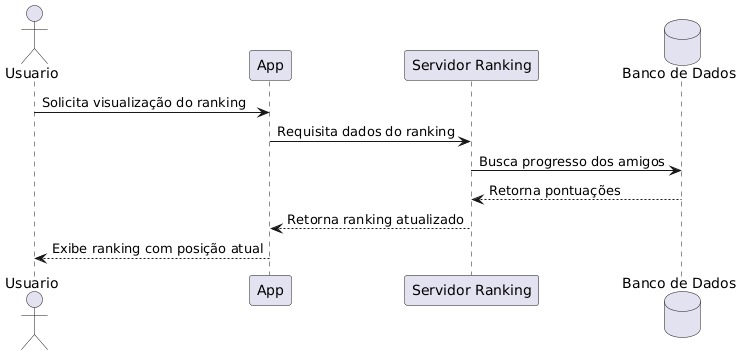 Usuario
App
Servidor Ranking
Banco de Dados
Solicita visualização do ranking
Requisita dados do ranking
Busca progresso dos amigos
Retorna pontuações
Retorna ranking atualizado
Exibe ranking com posição atual
Usuario
App
Servidor Ranking
Banco de Dados